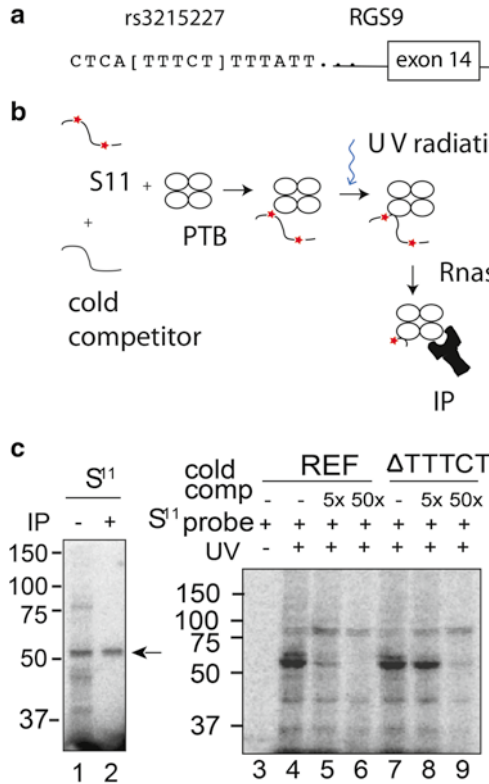 a
rs3215227 RGS9
CTCA[TTTCT]TTTATT... exon 14
b
UV radiati
S11 + PTB
+
cold
competitor
Rnas
IP
c
S¹¹
IP - +
150
100
75
50
37
1 2
REF ΔTTTCT
cold
comp - - 5x 50x - 5x 50x
S¹¹ probe + + + + + + +
UV - + + + + + +
150
100
75
50
37
3 4 5 6 7 8 9